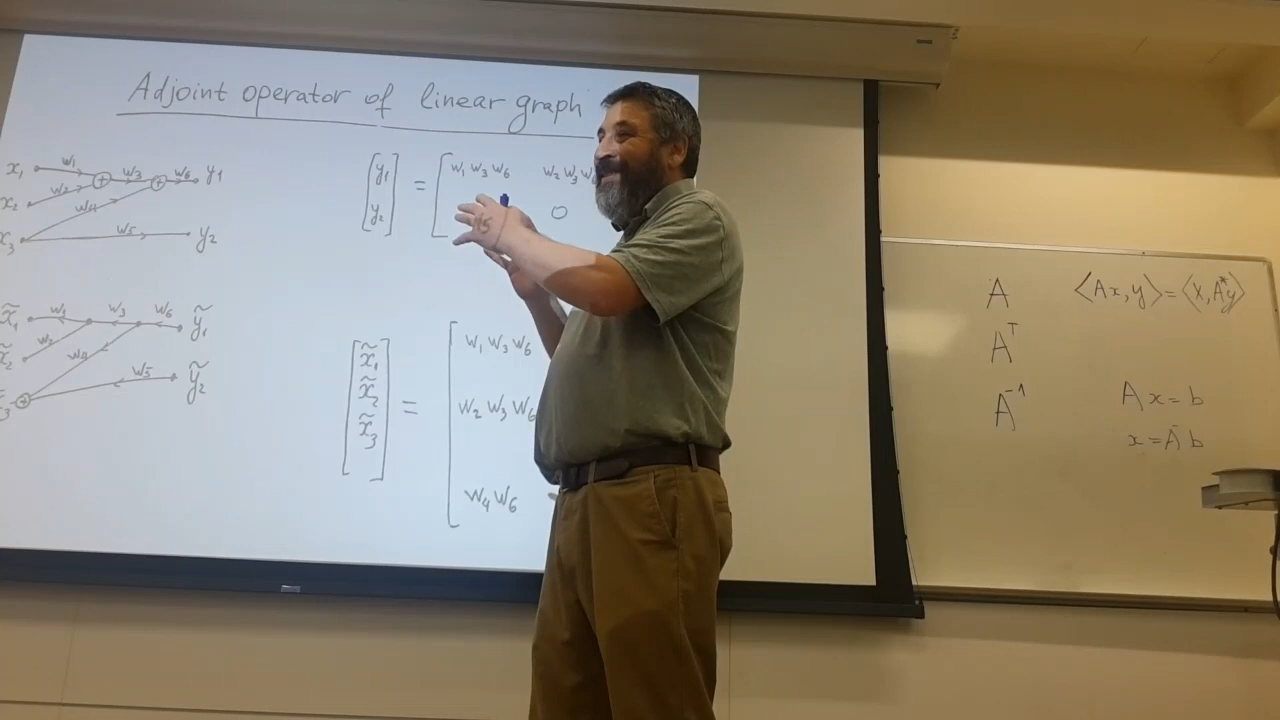 Adjoint operator of linear graph
x₁ w₁ w₃ w₆ y₁
x₂ w₂
w₄
x₃ w₅ y₂
[y₁ y₂] = [w₁ w₃ w₆ w₂ w₃ w₆
0
x̃₁ w₁ w₃ w₆ ỹ₁
x̃₂ w₂
w₄
w₅ ỹ₂
[x̃₁ x̃₂ x̃₃] = [w₁ w₃ w₆
w₂ w₃ w₆
w₄ w₆
A
⟨Ax, y⟩ = ⟨x, A*y⟩
Aᵀ
A⁻¹
Ax = b
x = A⁻b